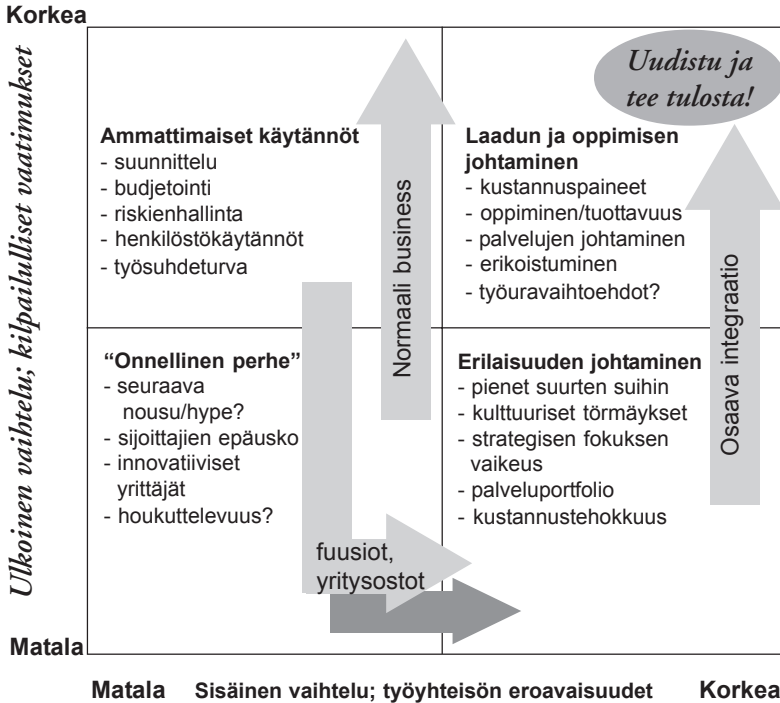 Korkea
Ulkoinen vaihtelu; kilpailulliset vaatimukset
Ammattimaiset käytännöt
- suunnittelu
- budjetointi
- riskienhallinta
- henkilöstökäytännöt
- työsuhdeturva
Normaali business
Uudistu ja
tee tulosta!
Laadun ja oppimisen
johtaminen
- kustannuspaineet
- oppiminen/tuottavuus
- palvelujen johtaminen
- erikoistuminen
- työuravaihtoehdot?
Osaava integraatio
“Onnellinen perhe”
- seuraava
nousu/hype?
- sijoittajien epäusko
- innovatiiviset
yrittäjät
- houkuttelevuus?
fuusiot,
yritysostot
Erilaisuuden johtaminen
- pienet suurten suihin
- kulttuuriset törmäykset
- strategisen fokuksen
vaikeus
- palveluportfolio
- kustannustehokkuus
Matala
Matala Sisäinen vaihtelu; työyhteisön eroavaisuudet Korkea